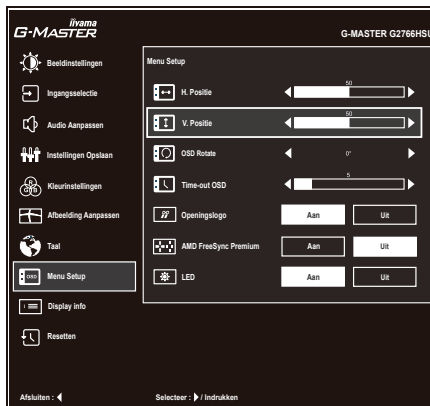 iiyama
G-MASTER
G-MASTER G2766HSU
Beeldinstellingen
Ingangsselectie
Audio Aanpassen
Instellingen Opslaan
R
G B
Kleurinstellingen
Afbeelding Aanpassen
Taal
OSD
Menu Setup
Display info
Resetten
Menu Setup
H. Positie
50
V. Positie
50
OSD Rotate
0°
Time-out OSD
5
Openingslogo
Aan
Uit
AMD FreeSync Premium
Aan
Uit
LED
Aan
Uit
Afsluiten :
Selecteer : / Indrukken